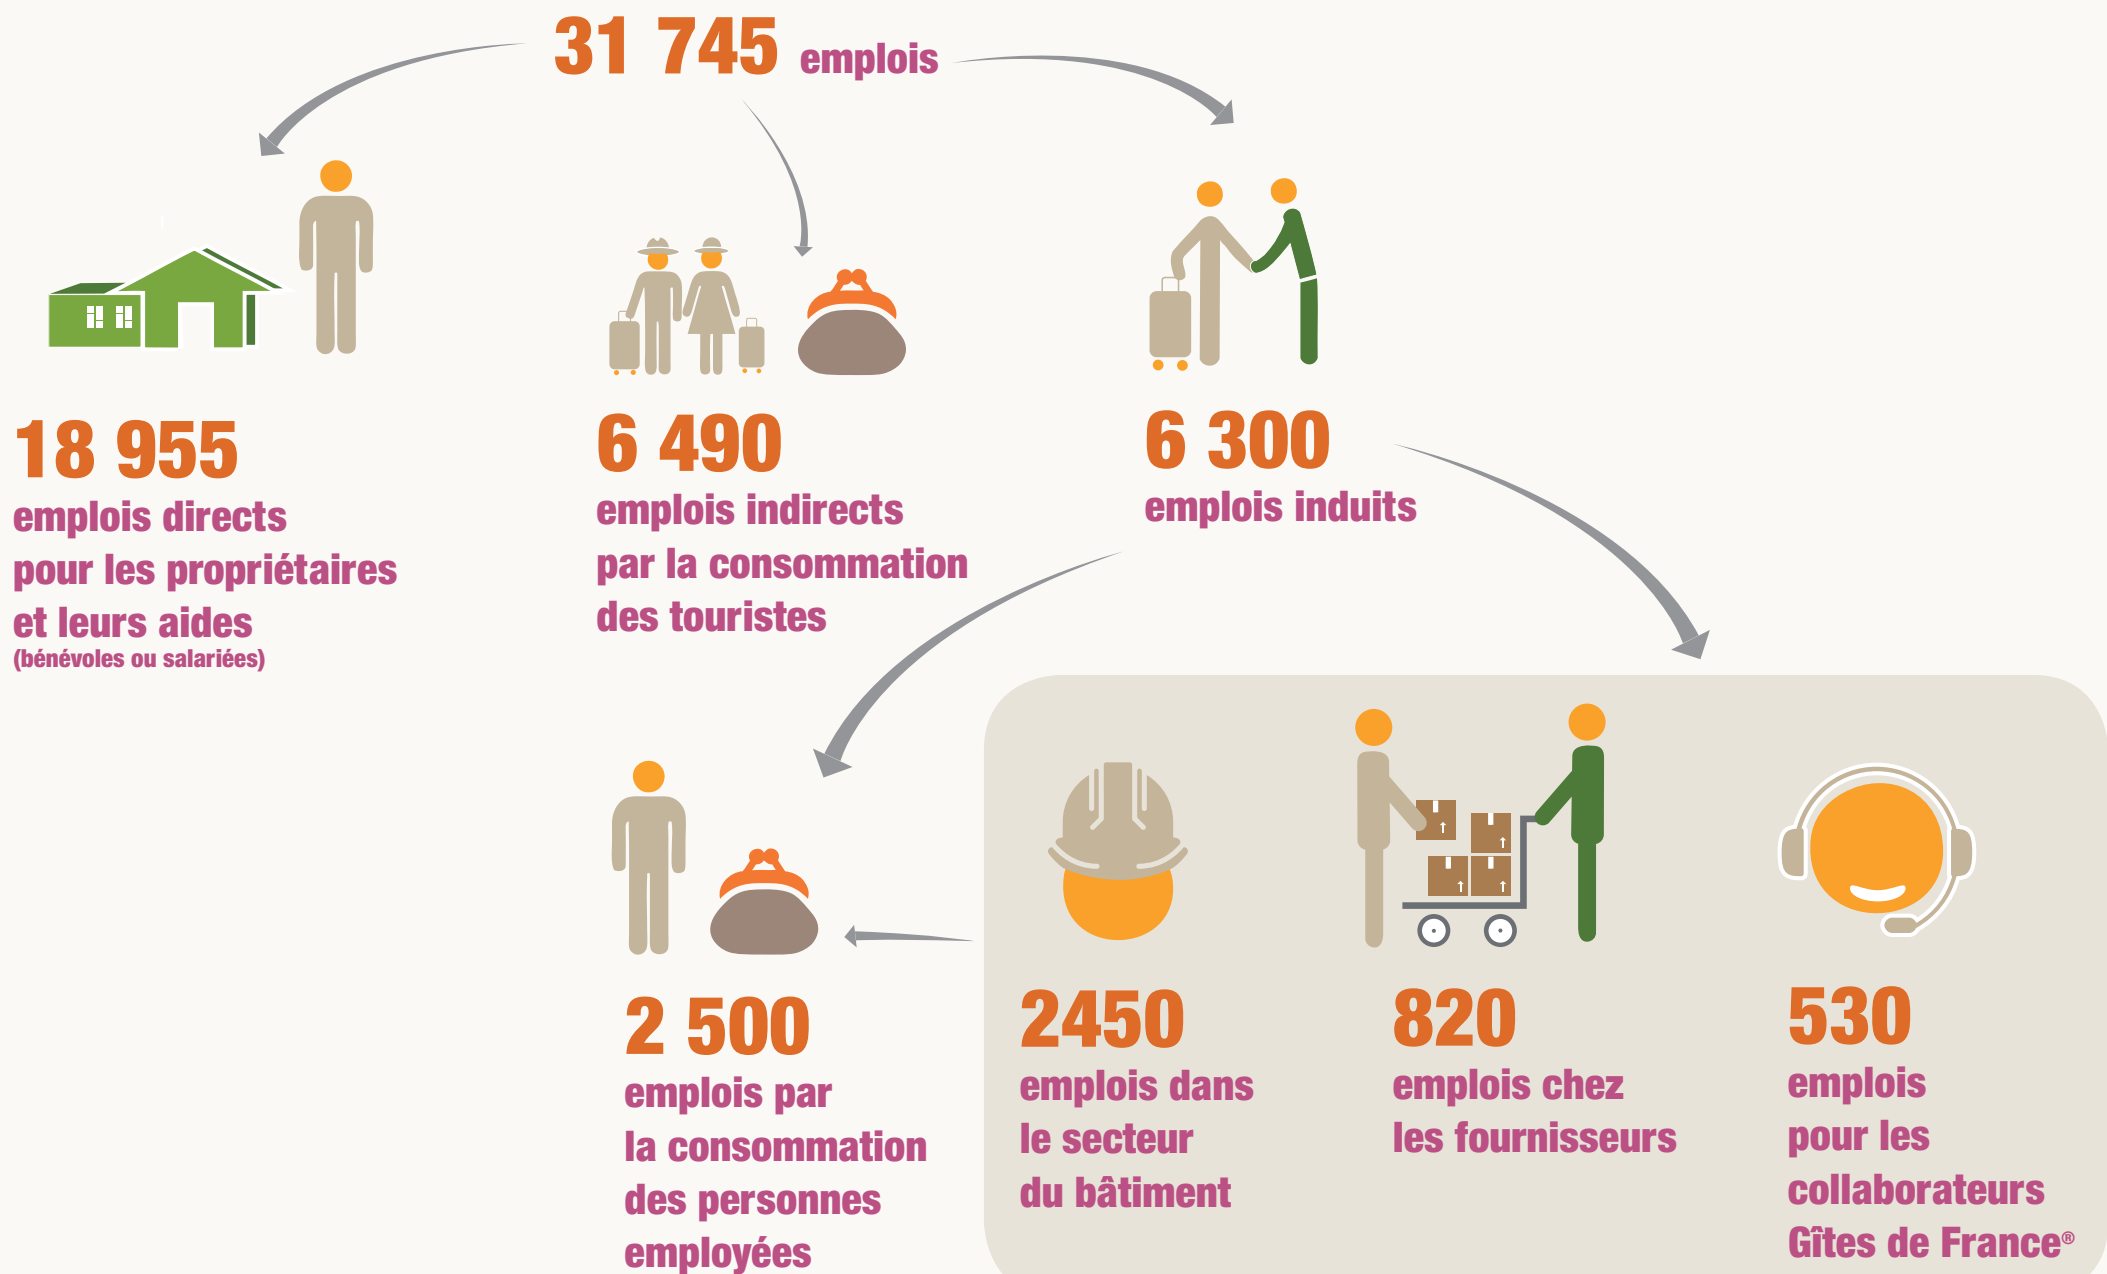 31 745 emplois
18 955
emplois directs
pour les propriétaires
et leurs aides
(bénévoles ou salariées)
6 490
emplois indirects
par la consommation
des touristes
6 300
emplois induits
2 500
emplois par
la consommation
des personnes
employées
2450
emplois dans
le secteur
du bâtiment
820
emplois chez
les fournisseurs
530
emplois
pour les
collaborateurs
Gîtes de France®